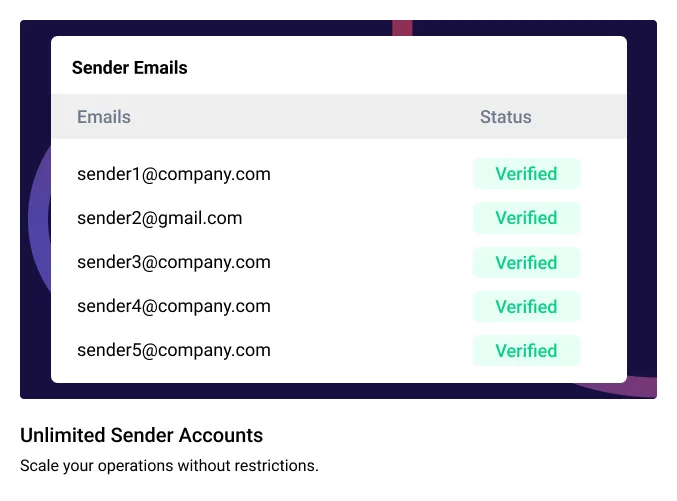 Sender Emails
Emails Status
sender1@company.com Verified
sender2@gmail.com Verified
sender3@company.com Verified
sender4@company.com Verified
sender5@company.com Verified
Unlimited Sender Accounts
Scale your operations without restrictions.